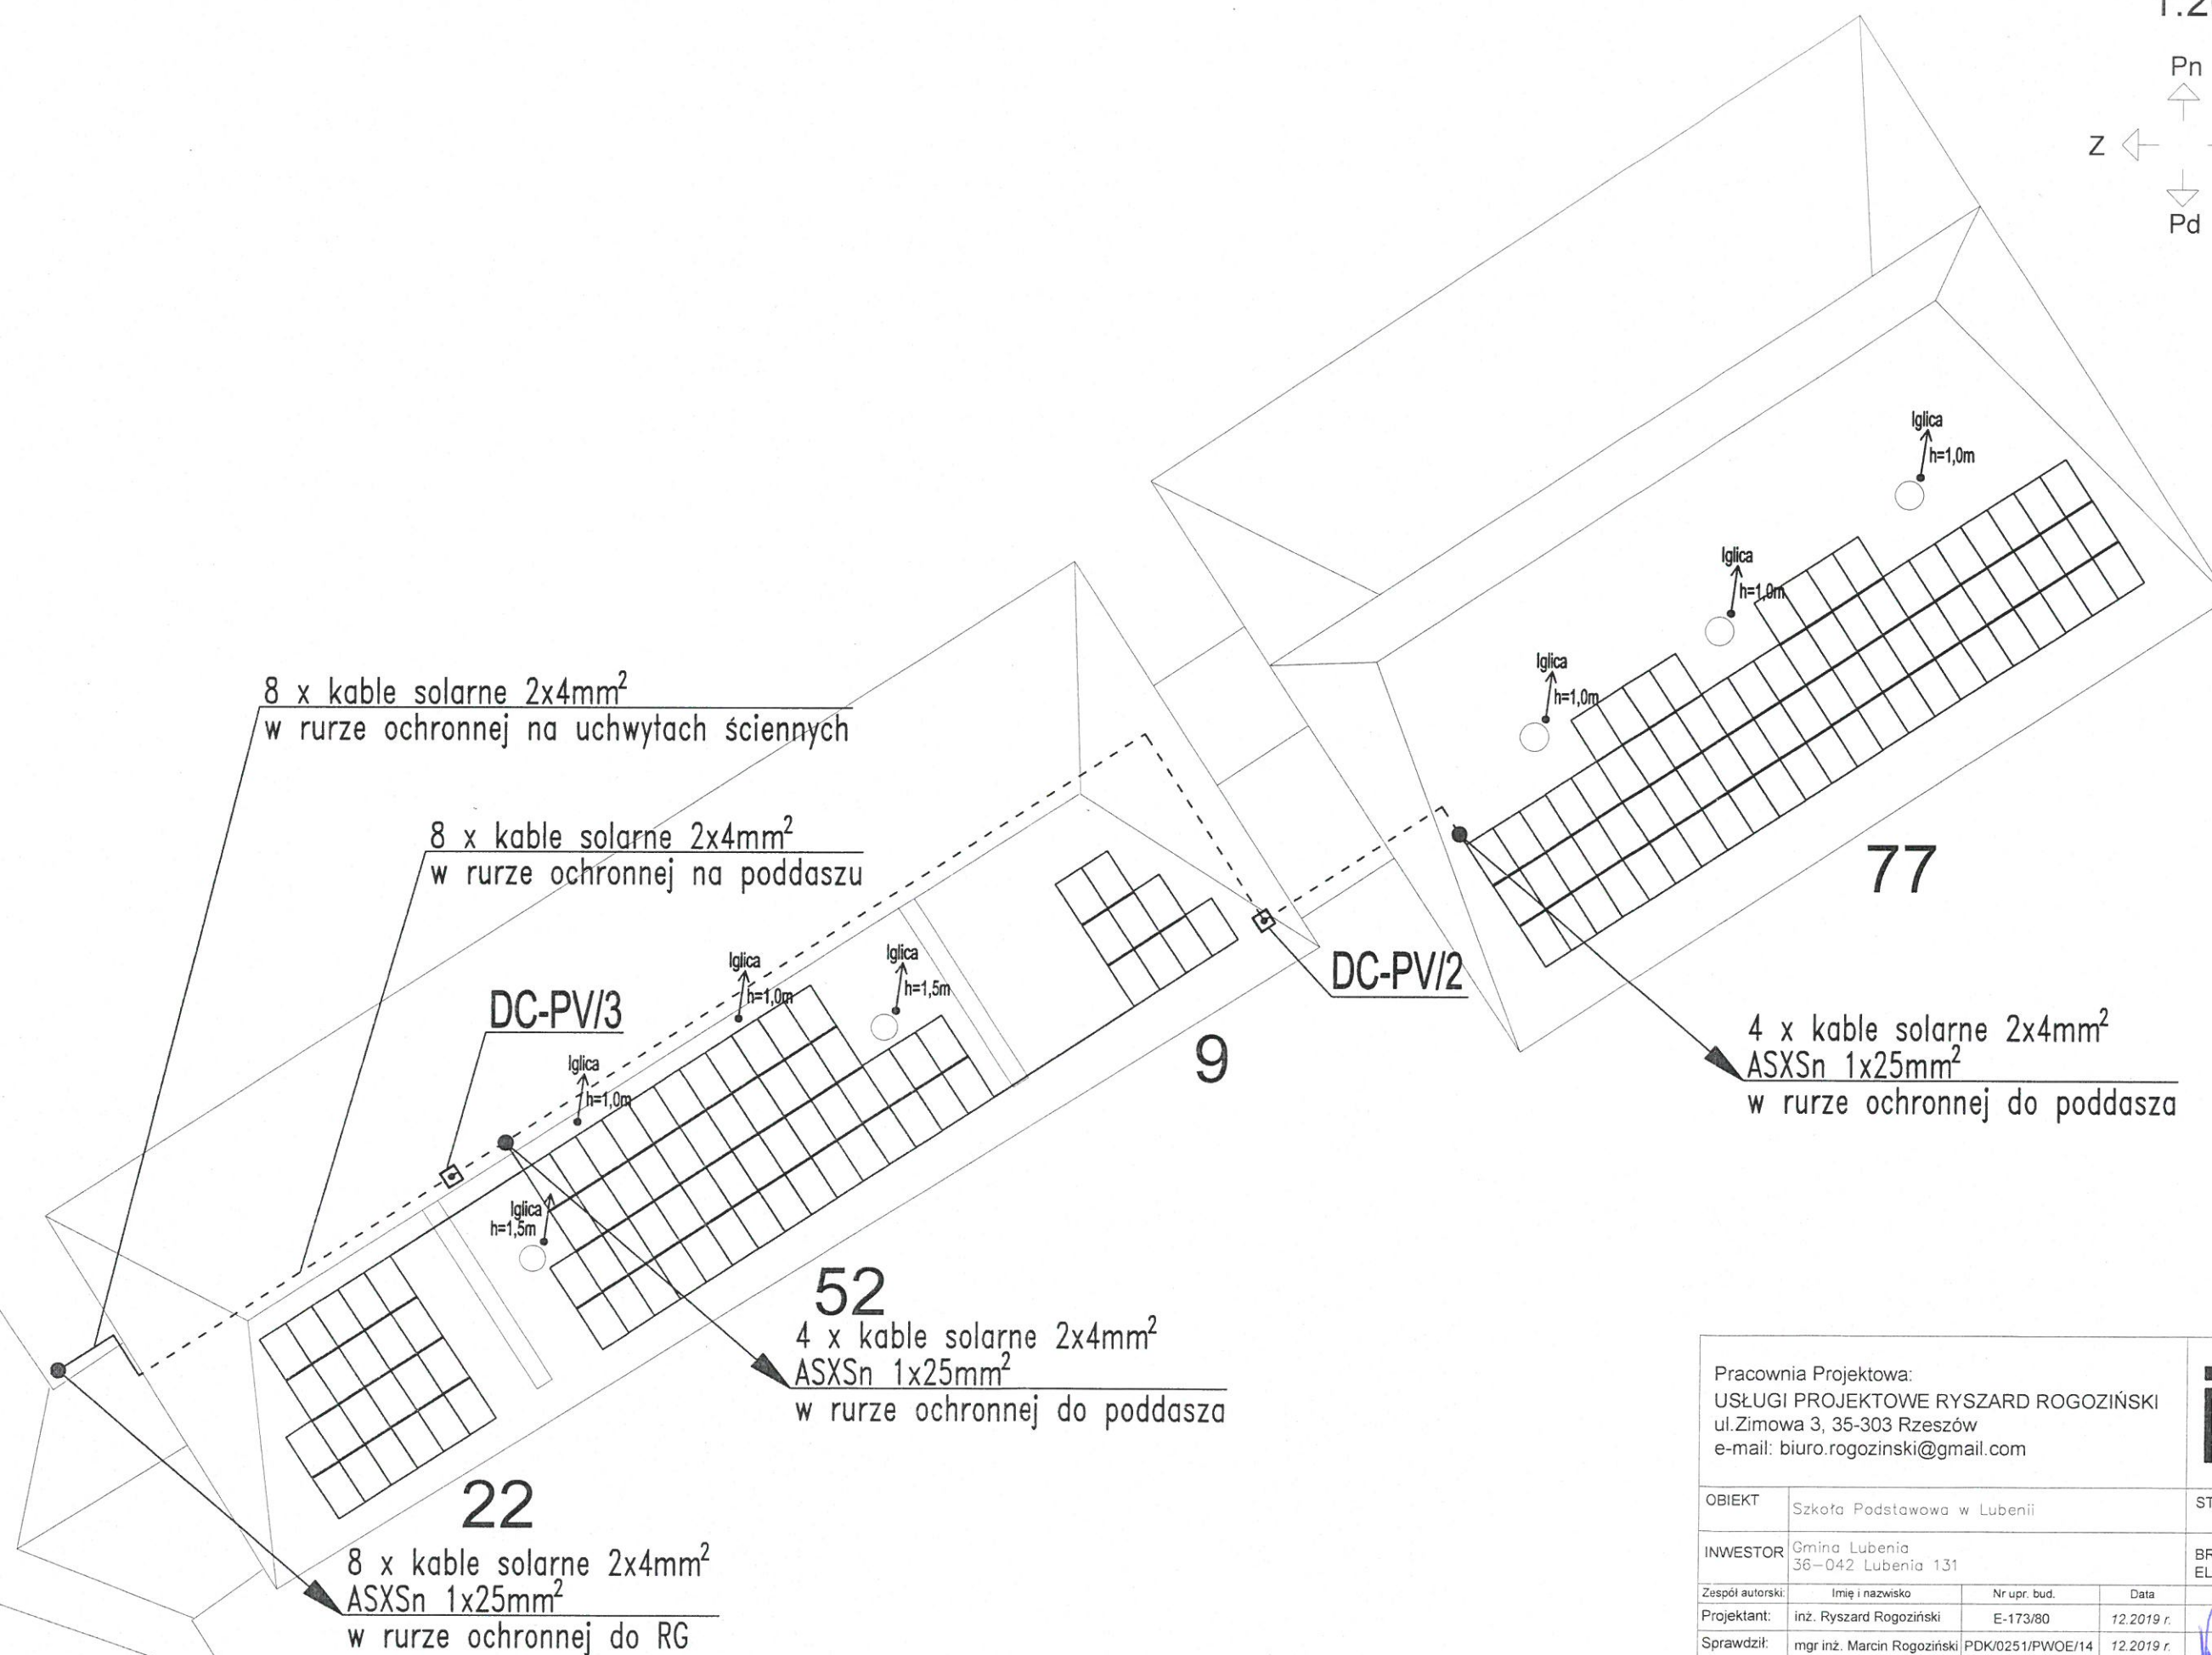 Pn
Z
Pd
Iglica
h=1,0m
Iglica
h=1,0m
Iglica
h=1,0m
8 x kable solarne 2x4mm²
w rurze ochronnej na uchwytach ściennych
8 x kable solarne 2x4mm²
w rurze ochronnej na poddaszu
77
DC-PV/2
Iglica
h=1,0m
Iglica
h=1,5m
DC-PV/3
9
Iglica
h=1,0m
4 x kable solarne 2x4mm²
ASXSn 1x25mm²
w rurze ochronnej do poddasza
Iglica
h=1,5m
52
4 x kable solarne 2x4mm²
ASXSn 1x25mm²
w rurze ochronnej do poddasza
22
8 x kable solarne 2x4mm²
ASXSn 1x25mm²
w rurze ochronnej do RG
Pracownia Projektowa:
USŁUGI PROJEKTOWE RYSZARD ROGOZIŃSKI
ul.Zimowa 3, 35-303 Rzeszów
e-mail: biuro.rogozinski@gmail.com
OBIEKT Szkoła Podstawowa w Lubenii
INWESTOR Gmina Lubenia
36-042 Lubenia 131
Zespół autorski: Imię i nazwisko Nr upr. bud. Data
Projektant: inż. Ryszard Rogoziński E-173/80 12.2019 r.
Sprawdził: mgr inż. Marcin Rogoziński PDK/0251/PWOE/14 12.2019 r.